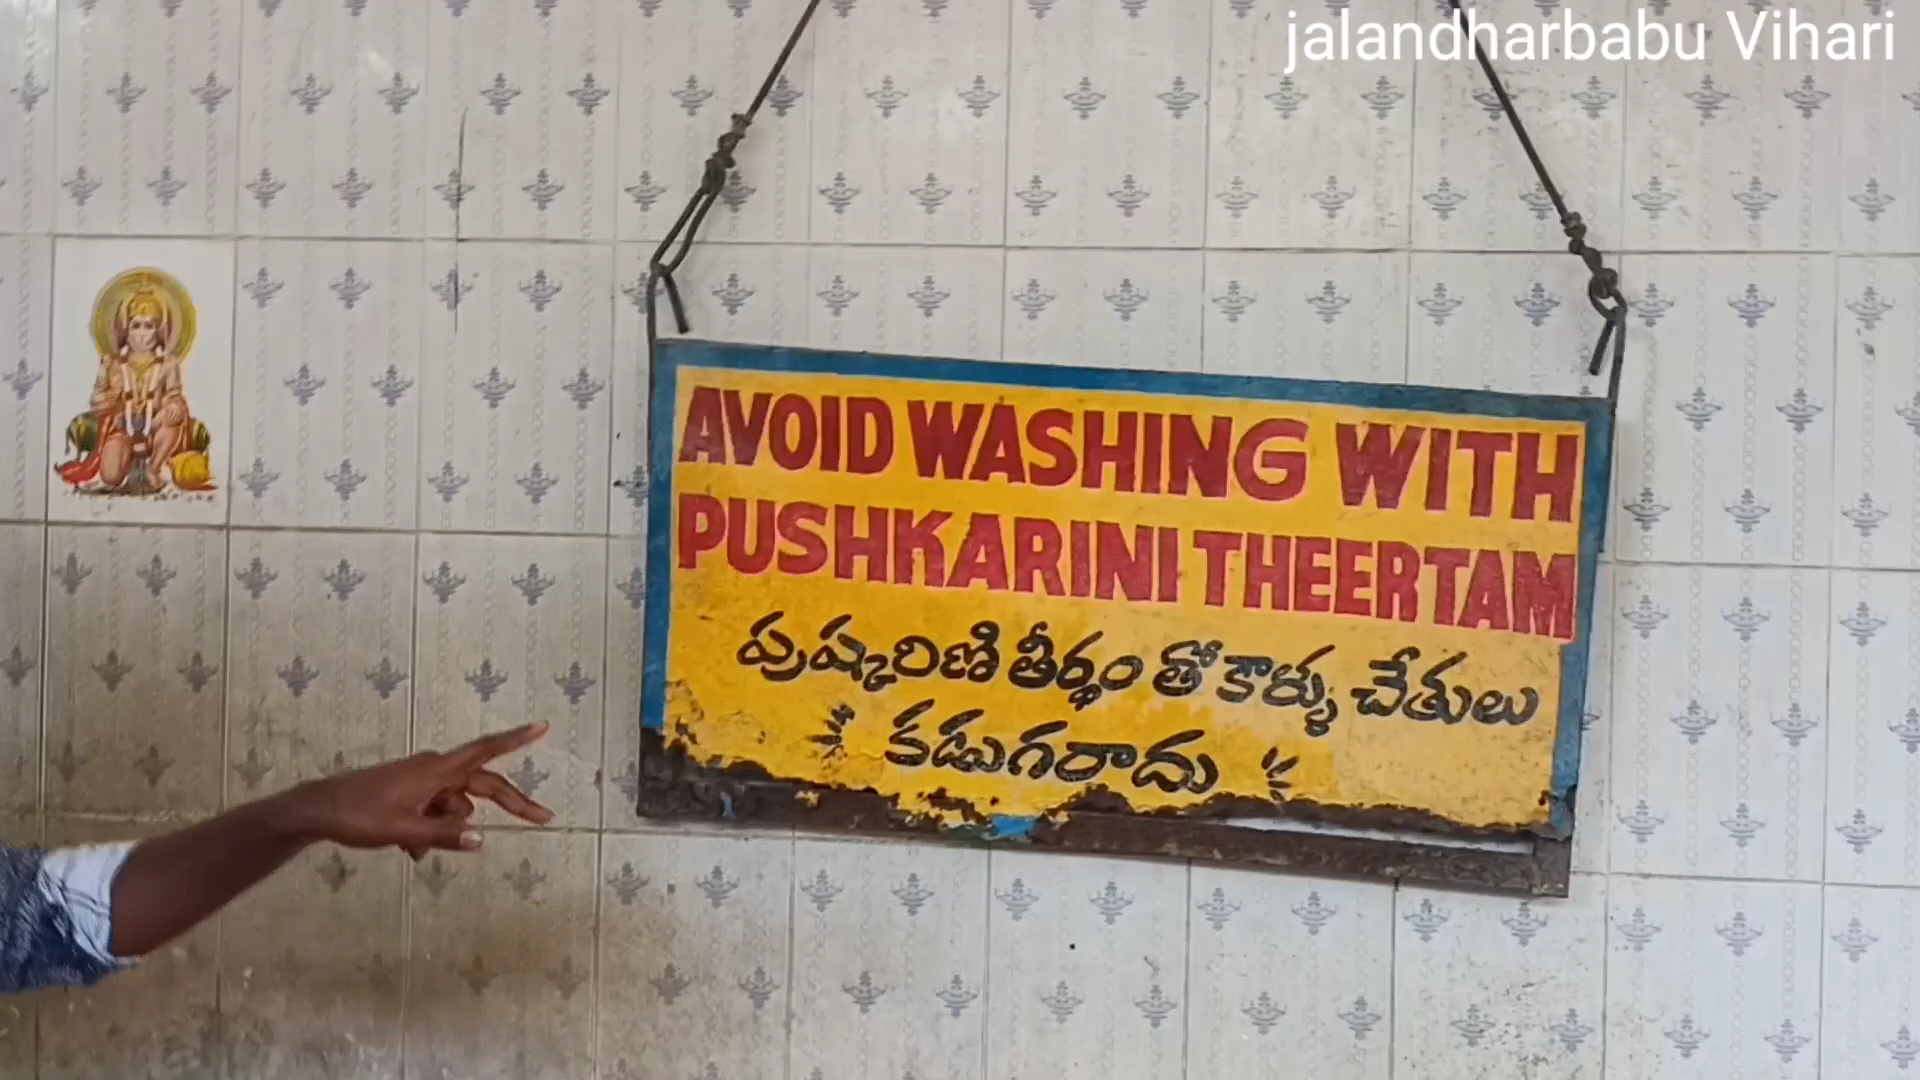 jalandharbabu Vihari
AVOID WASHING WITH
PUSHKARINI THEERTAM
పుష్కరిణి తీర్థం తో కాళ్ళు చేతులు
కడుగరాదు